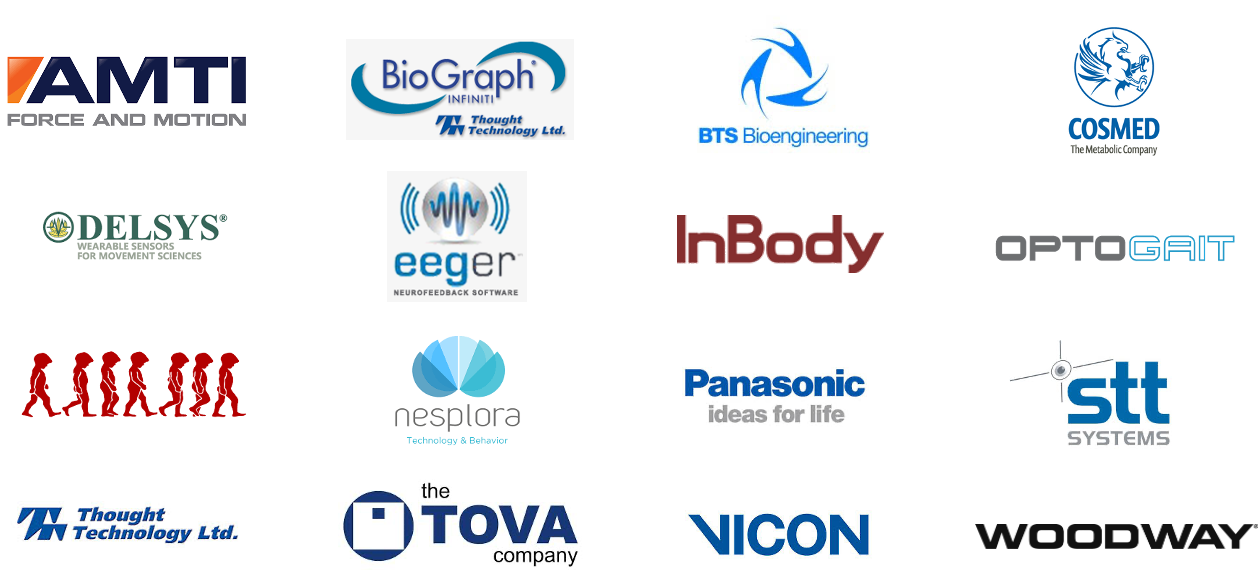 AMTI
FORCE AND MOTION
BioGraph®
INFINITI
Thought
Technology Ltd.
BTS Bioengineering
COSMED
The Metabolic Company
DELSYS®
WEARABLE SENSORS
FOR MOVEMENT SCIENCES
eeger™
NEUROFEEDBACK SOFTWARE
InBody
OPTOGAIT
nesplora
Technology & Behavior
Panasonic
ideas for life
stt
SYSTEMS
Thought
Technology Ltd.
the
TOVA
company
VICON
WOODWAY®